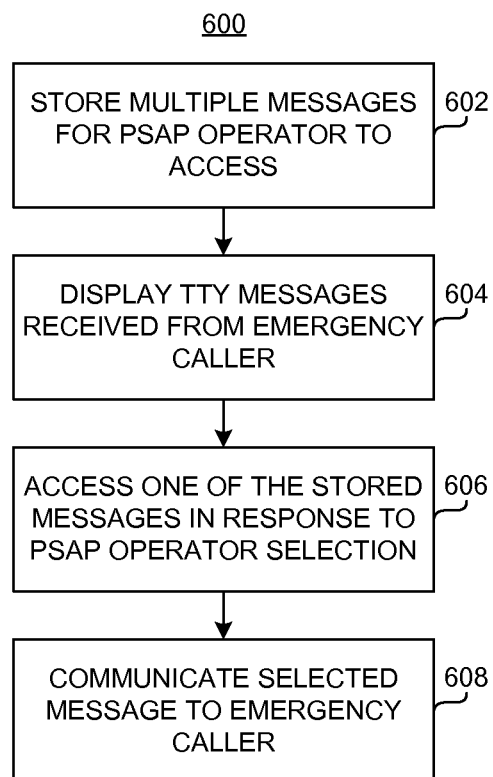 600
STORE MULTIPLE MESSAGES
FOR PSAP OPERATOR TO
ACCESS
602
DISPLAY TTY MESSAGES
RECEIVED FROM EMERGENCY
CALLER
604
ACCESS ONE OF THE STORED
MESSAGES IN RESPONSE TO
PSAP OPERATOR SELECTION
606
COMMUNICATE SELECTED
MESSAGE TO EMERGENCY
CALLER
608